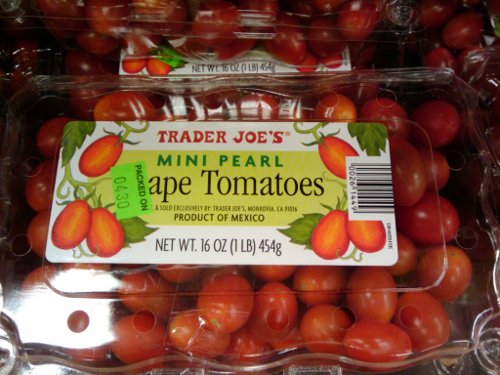 NET WT. 16 OZ (1 LB) 454g
TRADER JOE'S®
MINI PEARL
ape Tomatoes
PACKED ON
0430
& SOLD EXCLUSIVELY BY: TRADER JOE'S, MONROVIA, CA 91016
PRODUCT OF MEXICO
NET WT. 16 OZ (1 LB) 454g